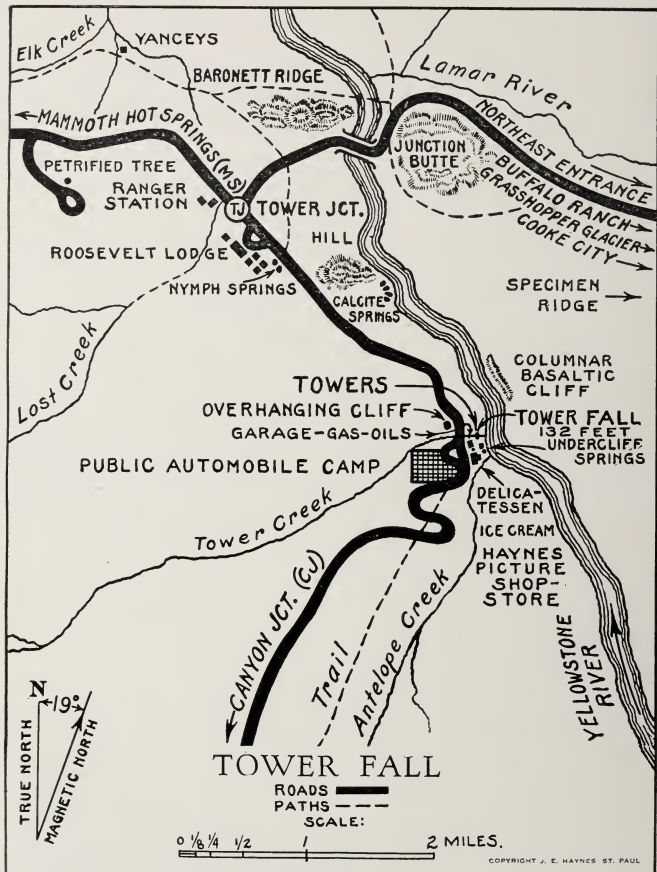 Elk Creek
YANCEYS
BARONETT RIDGE
Lamar River
MAMMOTH HOT SPRINGS (MS)
NORTHEAST ENTRANCE
BUFFALO RANCH
GRASSHOPPER GLACIER
COOKE CITY
JUNCTION
BUTTE
PETRIFIED TREE
RANGER
STATION
TJ
TOWER JCT.
HILL
ROOSEVELT LODGE
NYMPH SPRINGS
CALCITE
SPRINGS
SPECIMEN
RIDGE
Lost Creek
COLUMNAR
BASALTIC
CLIFF
TOWERS
OVERHANGING CLIFF
GARAGE-GAS-OILS
TOWER FALL
132 FEET
UNDERCLIFF
SPRINGS
PUBLIC AUTOMOBILE CAMP
DELICA-
TESSEN
ICE CREAM
HAYNES
PICTURE
SHOP-
STORE
Tower Creek
CANYON JCT. (CJ)
Trail
Antelope Creek
YELLOWSTONE
RIVER
N
19°
TRUE NORTH
MAGNETIC NORTH
TOWER FALL
ROADS
PATHS
SCALE:
0 1/8 1/4 1/2 1 2 MILES.
COPYRIGHT J. E. HAYNES ST. PAUL